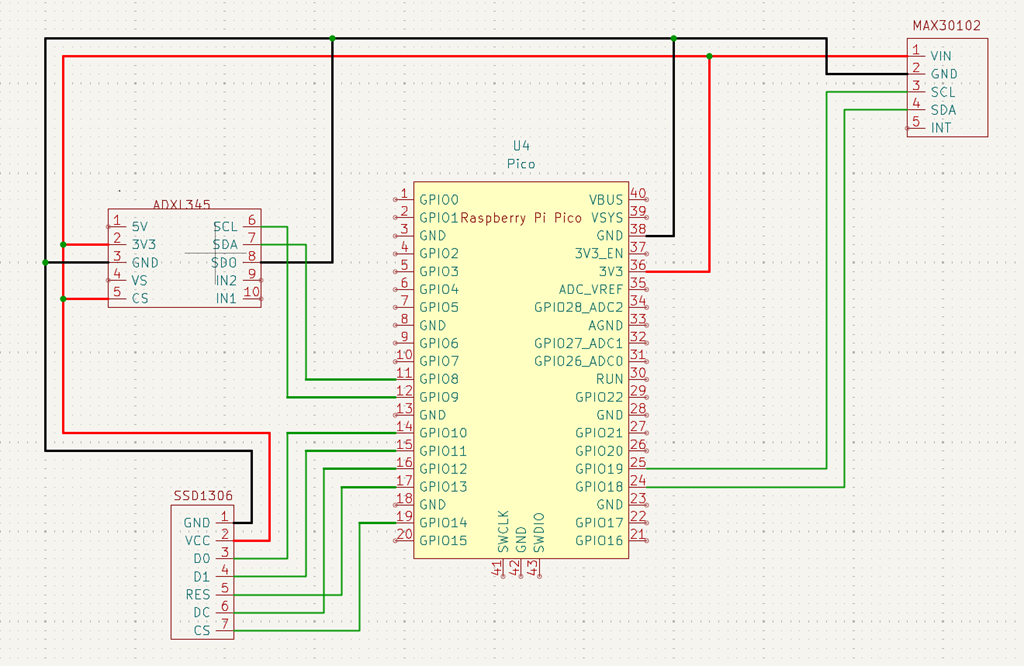 MAX30102
1 VIN
2 GND
3 SCL
4 SDA
5 INT
U4
Pico
ADXL345
1 5V SCL 6
2 3V3 SDA 7
3 GND SDO 8
4 VS IN2 9
5 CS IN1 10
Raspberry Pi Pico
1 GPIO0 VBUS 40
2 GPIO1 VSYS 39
3 GND GND 38
4 GPIO2 3V3_EN 37
5 GPIO3 3V3 36
6 GPIO4 ADC_VREF 35
7 GPIO5 GPIO28_ADC2 34
8 GND AGND 33
9 GPIO6 GPIO27_ADC1 32
10 GPIO7 GPIO26_ADC0 31
11 GPIO8 RUN 30
12 GPIO9 GPIO22 29
13 GND GND 28
14 GPIO10 GPIO21 27
15 GPIO11 GPIO20 26
16 GPIO12 GPIO19 25
17 GPIO13 GPIO18 24
18 GND GND 23
19 GPIO14 GPIO17 22
20 GPIO15 GPIO16 21
SWCLK 41
GND 42
SWDIO 43
SSD1306
GND 1
VCC 2
D0 3
D1 4
RES 5
DC 6
CS 7